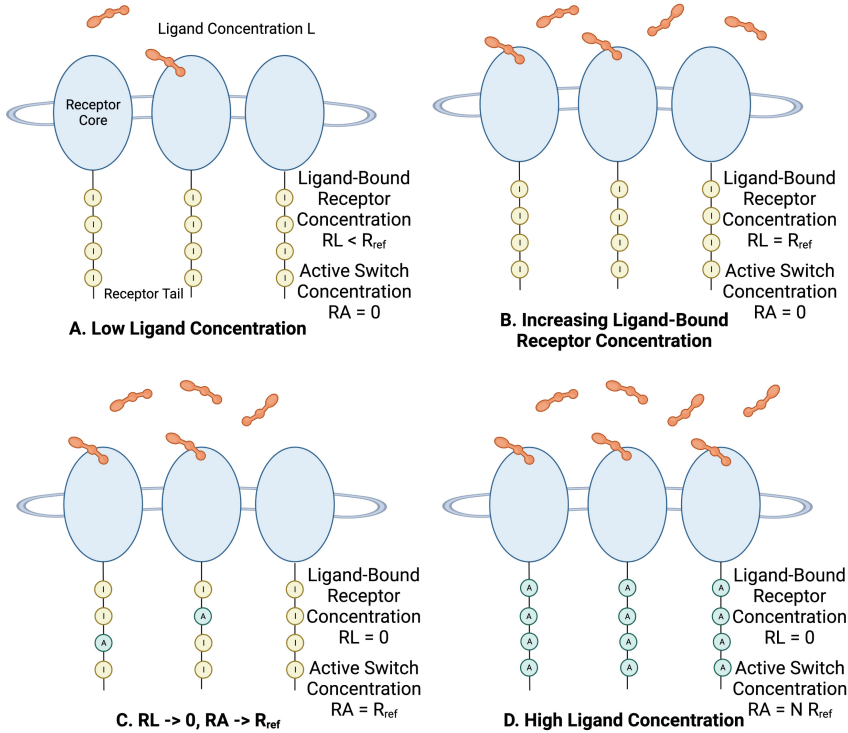 Ligand Concentration L
Receptor
Core
I I I
I I I
I I I
I I I
Ligand-Bound
Receptor
Concentration
RL < Rref
Receptor Tail
Active Switch
Concentration
RA = 0
A. Low Ligand Concentration
I I I
I I I
I I I
I I I
Ligand-Bound
Receptor
Concentration
RL = Rref
Active Switch
Concentration
RA = 0
B. Increasing Ligand-Bound
Receptor Concentration
I I I
I A I
A I I
I I I
Ligand-Bound
Receptor
Concentration
RL = 0
Active Switch
Concentration
RA = Rref
C. RL -> 0, RA -> Rref
A A A
A A A
A A A
A A A
Ligand-Bound
Receptor
Concentration
RL = 0
Active Switch
Concentration
RA = N Rref
D. High Ligand Concentration